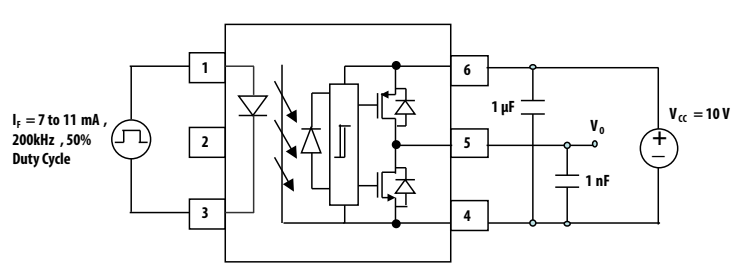 I_F = 7 to 11 mA ,
200kHz , 50%
Duty Cycle
1
2
3
6
5
4
1 µF
V_0
V_CC = 10 V
1 nF
+
–